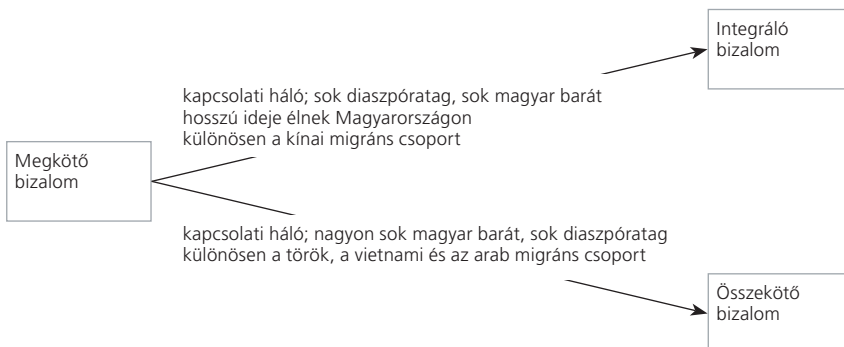 Integráló
bizalom
kapcsolati háló; sok diaszpóratag, sok magyar barát
hosszú ideje élnek Magyarországon
különösen a kínai migráns csoport
Megkötő
bizalom
kapcsolati háló; nagyon sok magyar barát, sok diaszpóratag
különösen a török, a vietnami és az arab migráns csoport
Összekötő
bizalom